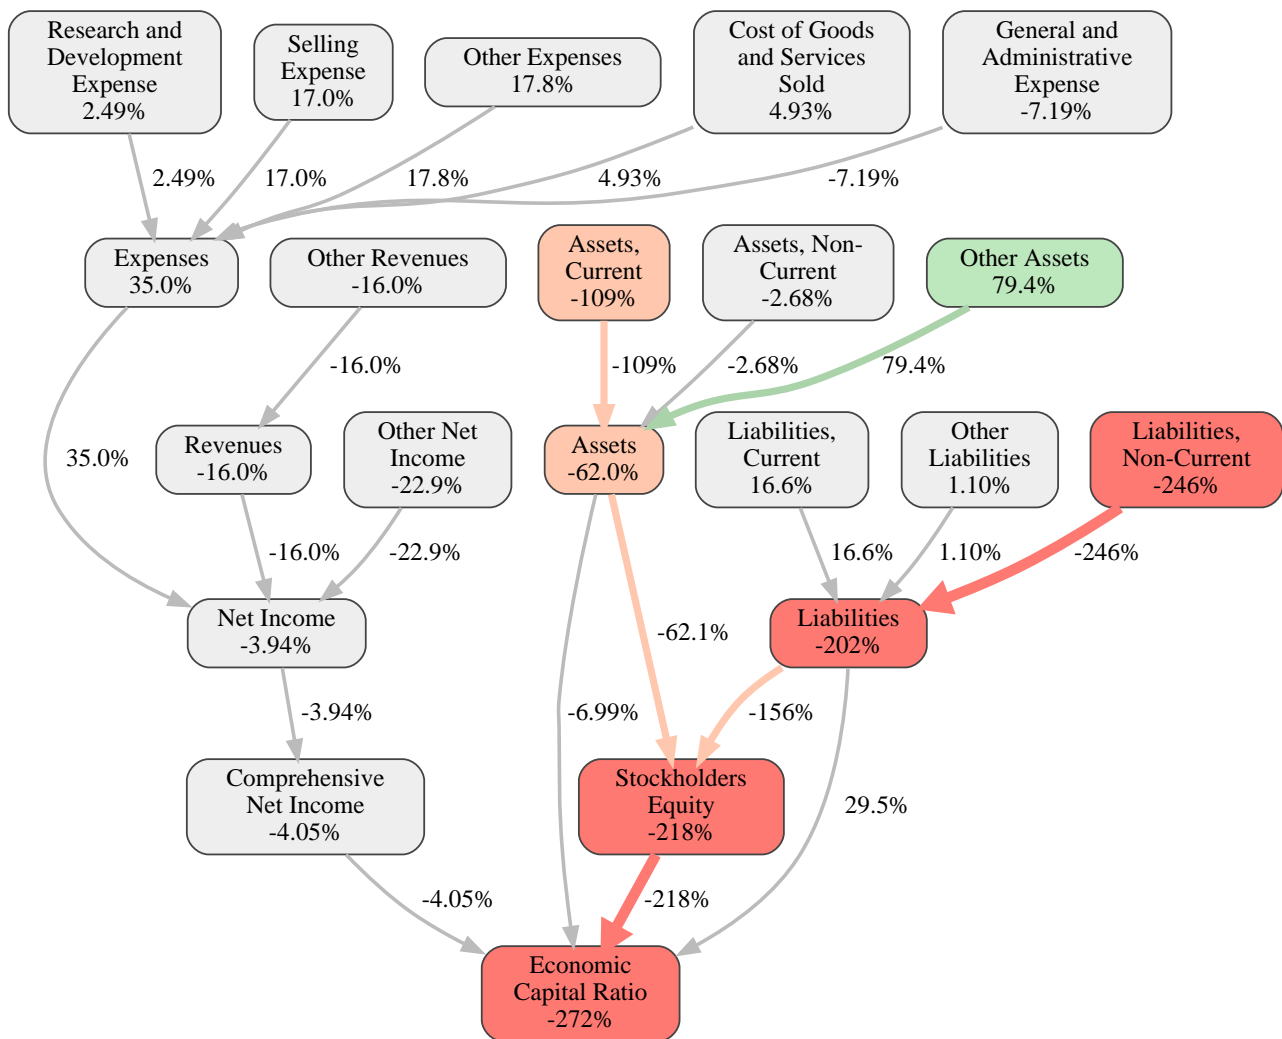 Research and
Development
Expense
2.49%
Selling
Expense
17.0%
Other Expenses
17.8%
Cost of Goods
and Services
Sold
4.93%
General and
Administrative
Expense
-7.19%
2.49%
17.0%
17.8%
4.93%
-7.19%
Expenses
35.0%
Other Revenues
-16.0%
Assets,
Current
-109%
Assets, Non-
Current
-2.68%
Other Assets
79.4%
-16.0%
-109%
-2.68%
79.4%
35.0%
Revenues
-16.0%
Other Net
Income
-22.9%
Assets
-62.0%
Liabilities,
Current
16.6%
Other
Liabilities
1.10%
Liabilities,
Non-Current
-246%
-16.0%
-22.9%
16.6%
1.10%
-246%
Net Income
-3.94%
-62.1%
Liabilities
-202%
-3.94%
-6.99%
-156%
Comprehensive
Net Income
-4.05%
Stockholders
Equity
-218%
29.5%
-4.05%
-218%
Economic
Capital Ratio
-272%